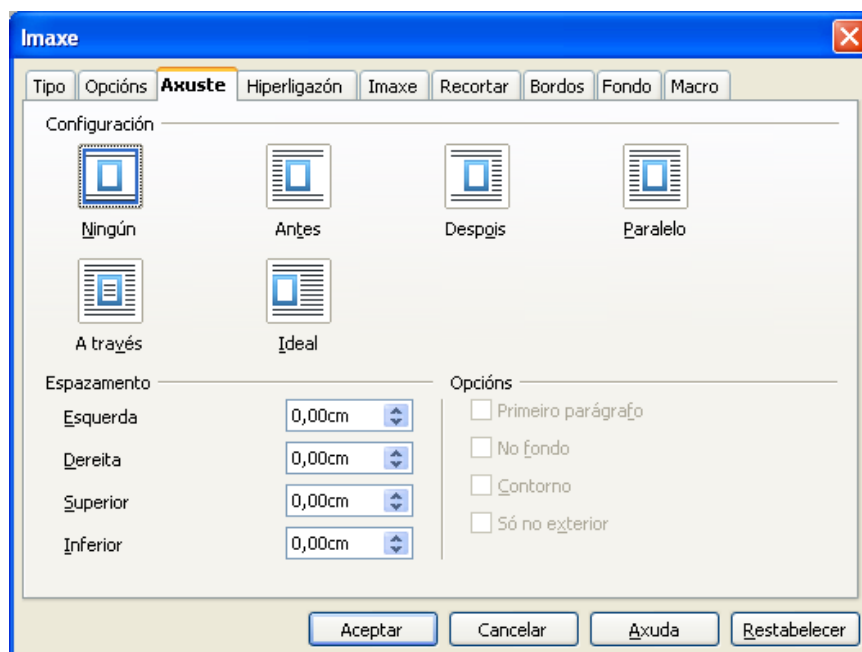 Imaxe
Tipo Opcións Axuste Hiperligazón Imaxe Recortar Bordos Fondo Macro
Configuración
Ningún Antes Despois Paralelo
A través Ideal
Espazamento Opcións
Esquerda 0,00cm Primeiro parágrafo
Dereita 0,00cm No fondo
Superior 0,00cm Contorno
Inferior 0,00cm Só no exterior
Aceptar Cancelar Axuda Restabelecer